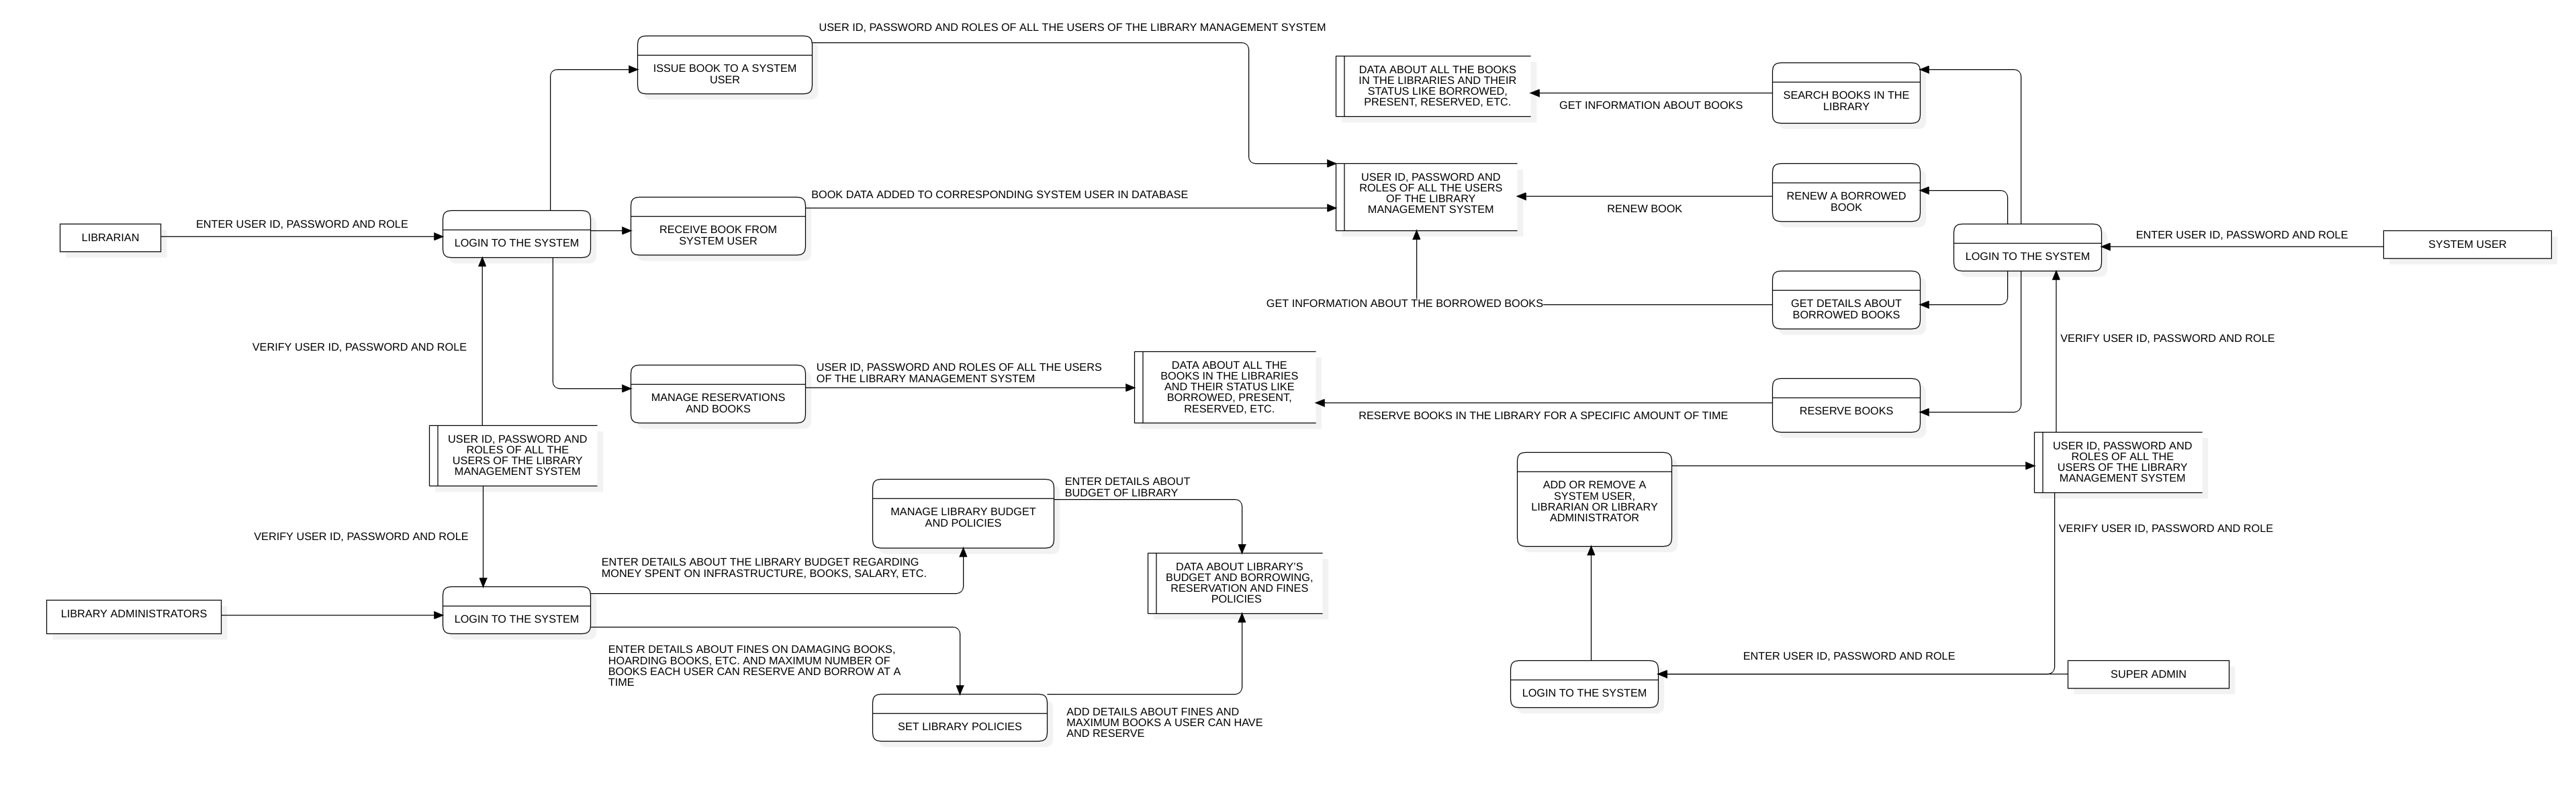 USER ID, PASSWORD AND ROLES OF ALL THE USERS OF THE LIBRARY MANAGEMENT SYSTEM
ISSUE BOOK TO A SYSTEM
USER
DATA ABOUT ALL THE BOOKS
IN THE LIBRARIES AND THEIR
STATUS LIKE BORROWED,
PRESENT, RESERVED, ETC.
GET INFORMATION ABOUT BOOKS
SEARCH BOOKS IN THE
LIBRARY
BOOK DATA ADDED TO CORRESPONDING SYSTEM USER IN DATABASE
USER ID, PASSWORD AND
ROLES OF ALL THE USERS
OF THE LIBRARY
MANAGEMENT SYSTEM
RENEW BOOK
RENEW A BORROWED
BOOK
LIBRARIAN
ENTER USER ID, PASSWORD AND ROLE
LOGIN TO THE SYSTEM
RECEIVE BOOK FROM
SYSTEM USER
LOGIN TO THE SYSTEM
ENTER USER ID, PASSWORD AND ROLE
SYSTEM USER
GET INFORMATION ABOUT THE BORROWED BOOKS
GET DETAILS ABOUT
BORROWED BOOKS
VERIFY USER ID, PASSWORD AND ROLE
VERIFY USER ID, PASSWORD AND ROLE
MANAGE RESERVATIONS
AND BOOKS
USER ID, PASSWORD AND ROLES OF ALL THE USERS
OF THE LIBRARY MANAGEMENT SYSTEM
DATA ABOUT ALL THE
BOOKS IN THE LIBRARIES
AND THEIR STATUS LIKE
BORROWED, PRESENT,
RESERVED, ETC.
RESERVE BOOKS IN THE LIBRARY FOR A SPECIFIC AMOUNT OF TIME
RESERVE BOOKS
USER ID, PASSWORD AND
ROLES OF ALL THE
USERS OF THE LIBRARY
MANAGEMENT SYSTEM
USER ID, PASSWORD AND
ROLES OF ALL THE
USERS OF THE LIBRARY
MANAGEMENT SYSTEM
MANAGE LIBRARY BUDGET
AND POLICIES
ENTER DETAILS ABOUT
BUDGET OF LIBRARY
ADD OR REMOVE A
SYSTEM USER,
LIBRARIAN OR LIBRARY
ADMINISTRATOR
VERIFY USER ID, PASSWORD AND ROLE
VERIFY USER ID, PASSWORD AND ROLE
ENTER DETAILS ABOUT THE LIBRARY BUDGET REGARDING
MONEY SPENT ON INFRASTRUCTURE, BOOKS, SALARY, ETC.
DATA ABOUT LIBRARY'S
BUDGET AND BORROWING,
RESERVATION AND FINES
POLICIES
LIBRARY ADMINISTRATORS
LOGIN TO THE SYSTEM
ENTER DETAILS ABOUT FINES ON DAMAGING BOOKS,
HOARDING BOOKS, ETC. AND MAXIMUM NUMBER OF
BOOKS EACH USER CAN RESERVE AND BORROW AT A
TIME
ENTER USER ID, PASSWORD AND ROLE
LOGIN TO THE SYSTEM
SUPER ADMIN
SET LIBRARY POLICIES
ADD DETAILS ABOUT FINES AND
MAXIMUM BOOKS A USER CAN HAVE
AND RESERVE